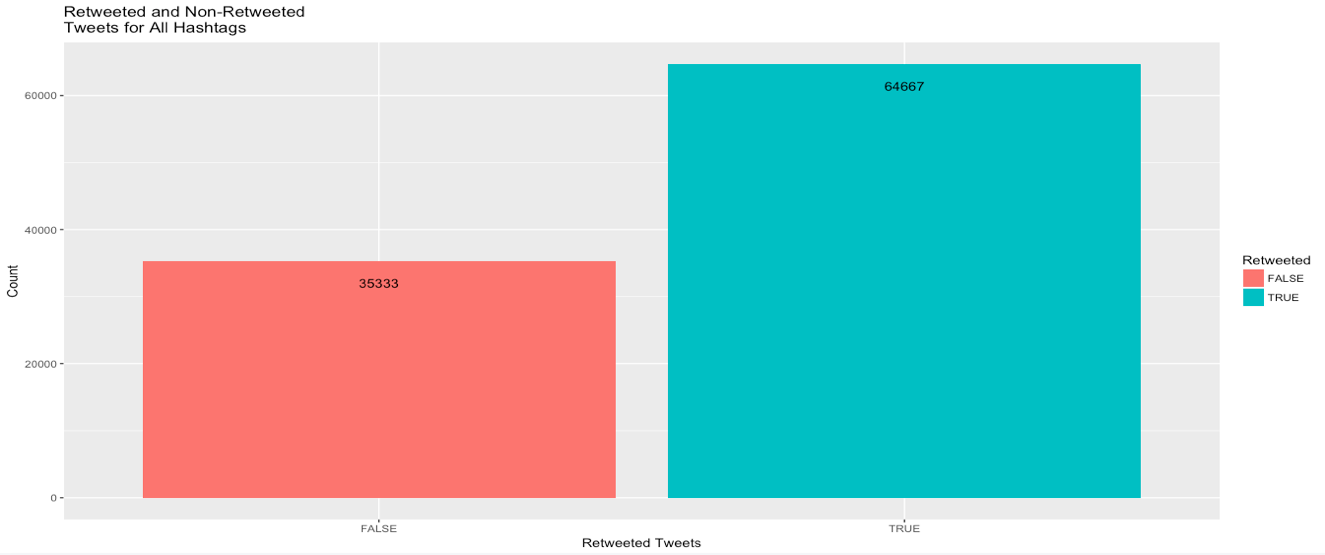 Retweeted and Non-Retweeted
Tweets for All Hashtags
Count
60000
40000
20000
0
35333
64667
FALSE
TRUE
Retweeted Tweets
Retweeted
FALSE
TRUE